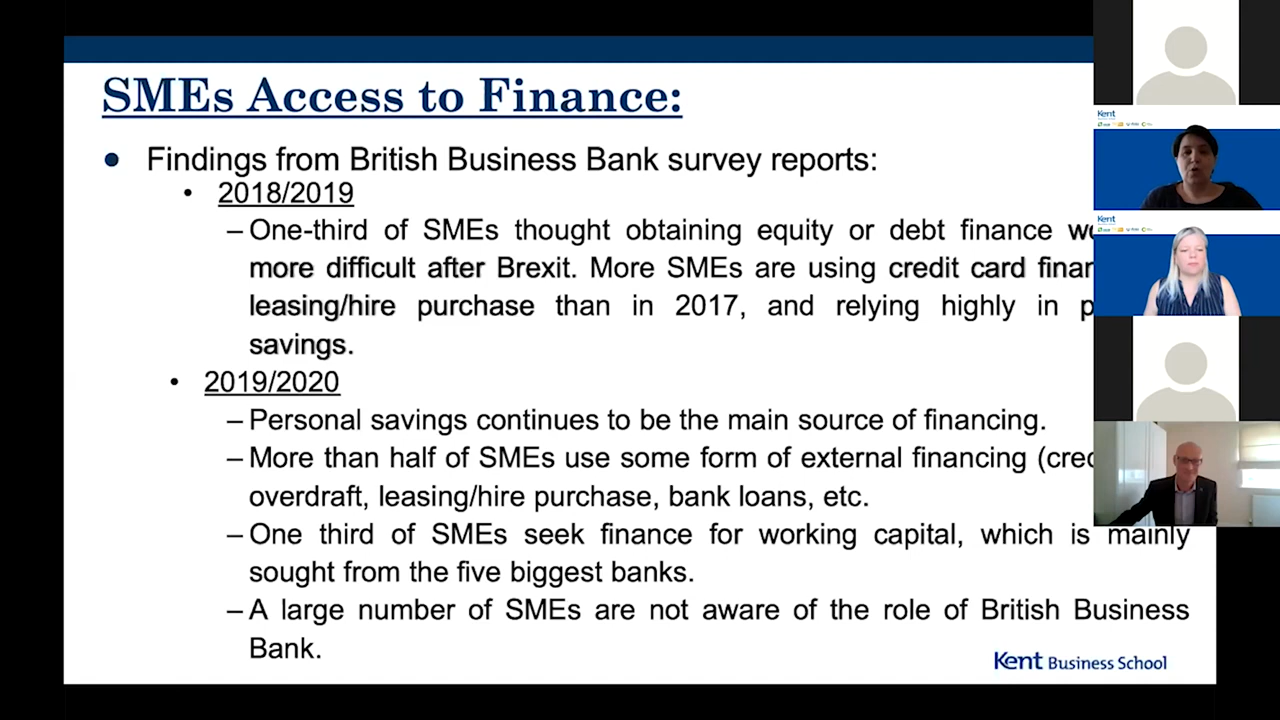 SMEs Access to Finance:
• Findings from British Business Bank survey reports:
• 2018/2019
– One-third of SMEs thought obtaining equity or debt finance
more difficult after Brexit. More SMEs are using credit card
leasing/hire purchase than in 2017, and relying highly in
savings.
• 2019/2020
– Personal savings continues to be the main source of financing.
– More than half of SMEs use some form of external financing
overdraft, leasing/hire purchase, bank loans, etc.
– One third of SMEs seek finance for working capital, which is mainly
sought from the five biggest banks.
– A large number of SMEs are not aware of the role of British Business
Bank.
Kent Business School
Kent
Kent